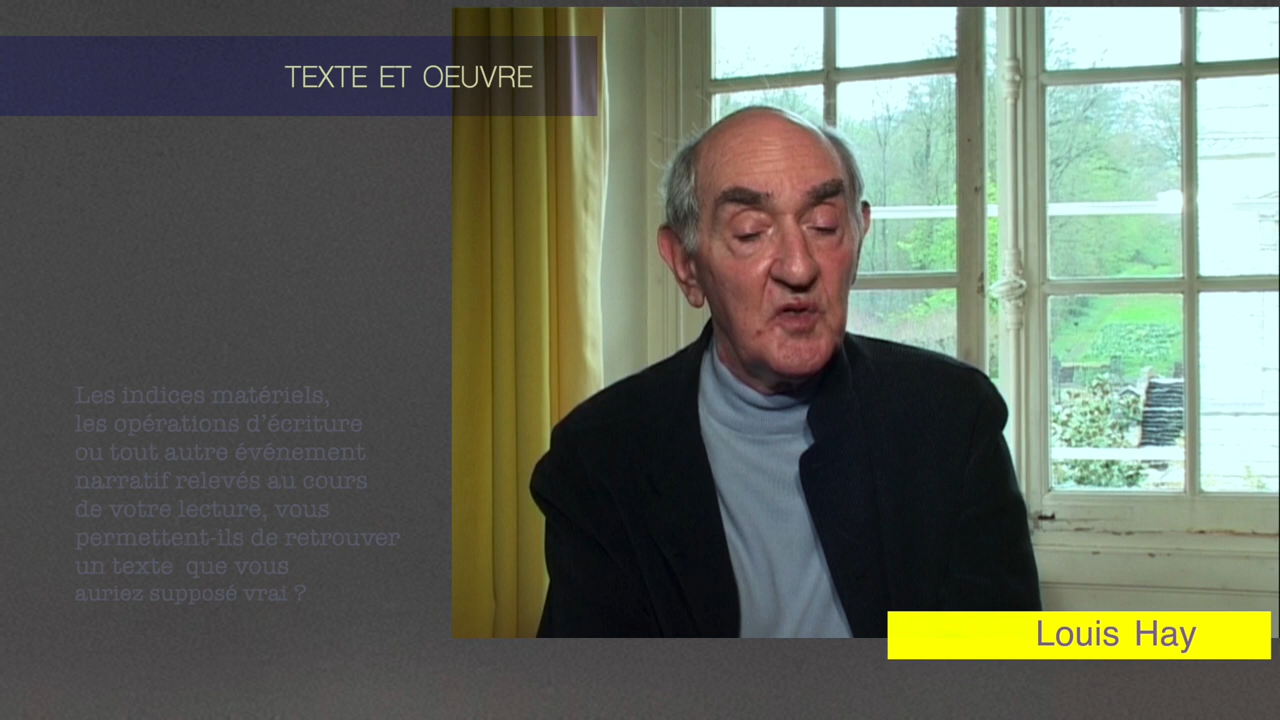 TEXTE ET OEUVRE
Les indices matériels,
les opérations d'écriture
ou tout autre événement
narratif relevés au cours
de votre lecture, vous
permettent-ils de retrouver
un texte que vous
auriez supposé vrai ?
Louis Hay